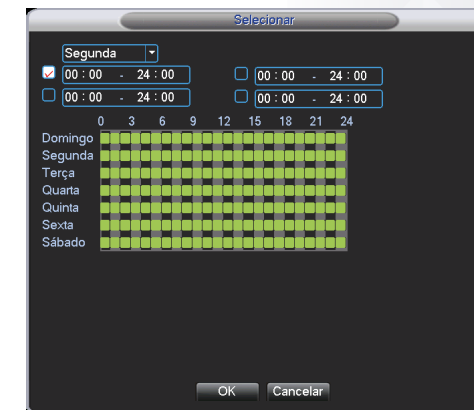 Selecionar
Segunda
00 : 00 - 24 : 00 00 : 00 - 24 : 00
00 : 00 - 24 : 00 00 : 00 - 24 : 00
0 3 6 9 12 15 18 21 24
Domingo
Segunda
Terça
Quarta
Quinta
Sexta
Sábado
OK Cancelar